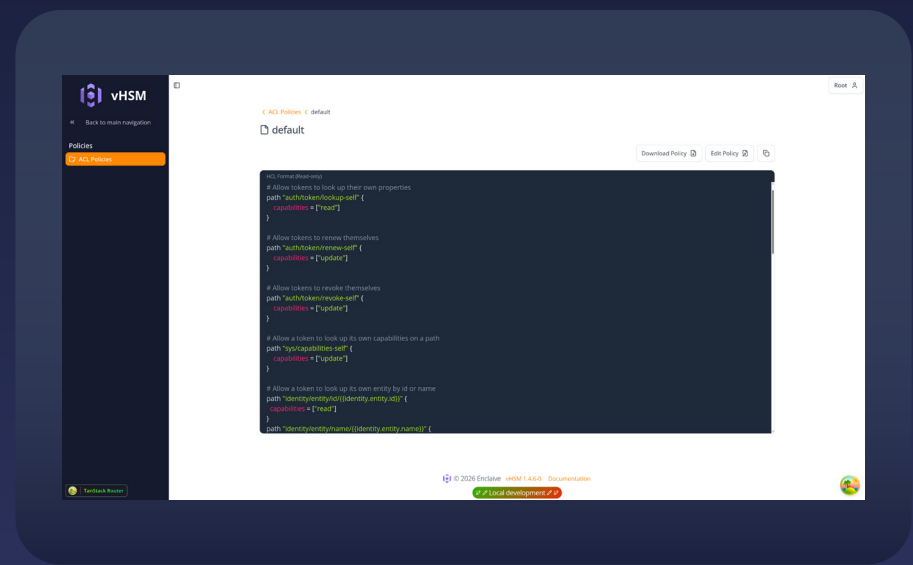 vHSM
Root
Back to main navigation
Policies
ACL Policies
ACL Policies default
default
Download Policy
Edit Policy
HCL Format (Read-only)
# Allow tokens to look up their own properties
path "auth/token/lookup-self" {
capabilities = ["read"]
}
# Allow tokens to renew themselves
path "auth/token/renew-self" {
capabilities = ["update"]
}
# Allow tokens to revoke themselves
path "auth/token/revoke-self" {
capabilities = ["update"]
}
# Allow a token to look up its own capabilities on a path
path "sys/capabilities-self" {
capabilities = ["update"]
}
# Allow a token to look up its own entity by id or name
path "identity/entity/id/{{identity.entity.id}}" {
capabilities = ["read"]
}
path "identity/entity/name/{{identity.entity.name}}" {
© 2026 Enclaive vHSM 1.4.6-0 Documentation
Local development
TanStack Router